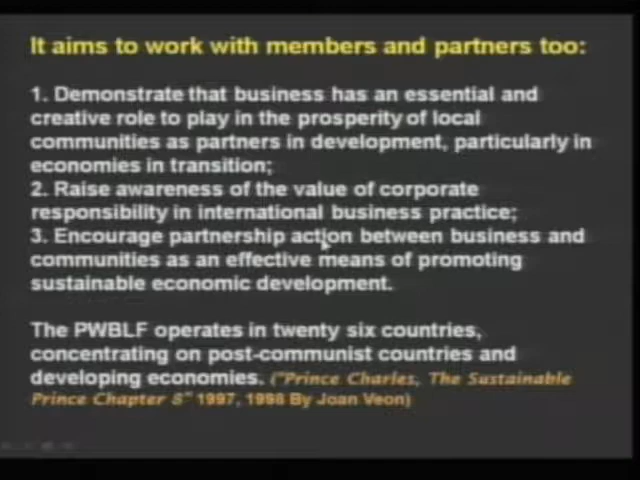 It aims to work with members and partners too:
1. Demonstrate that business has an essential and
creative role to play in the prosperity of local
communities as partners in development, particularly in
economies in transition;
2. Raise awareness of the value of corporate
responsibility in international business practice;
3. Encourage partnership action between business and
communities as an effective means of promoting
sustainable economic development.
The PWBLF operates in twenty six countries,
concentrating on post-communist countries and
developing economies. ("Prince Charles, The Sustainable
Prince Chapter 8" 1997, 1998 By Joan Veon)